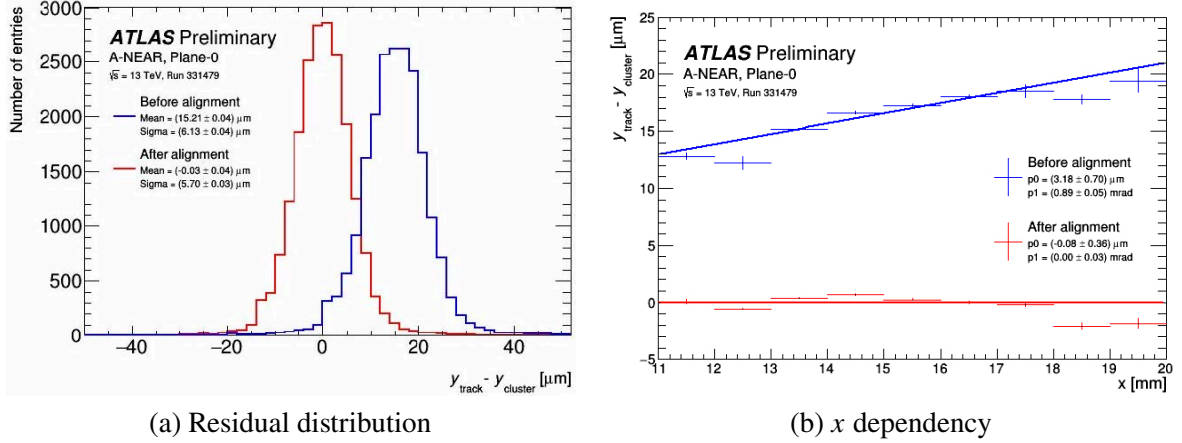 Number of entries
3000
2500
2000
1500
1000
500
0
ATLAS Preliminary
A-NEAR, Plane-0
√s = 13 TeV, Run 331479
Before alignment
Mean = (15.21 ± 0.04) μm
Sigma = (6.13 ± 0.04) μm
After alignment
Mean = (-0.03 ± 0.04) μm
Sigma = (5.70 ± 0.03) μm
−40 −20 0 20 40
y_track - y_cluster [μm]
(a) Residual distribution
y_track - y_cluster [μm]
25
20
15
10
5
0
−5
ATLAS Preliminary
A-NEAR, Plane-0
√s = 13 TeV, Run 331479
Before alignment
p0 = (3.18 ± 0.70) μm
p1 = (0.89 ± 0.05) mrad
After alignment
p0 = (-0.08 ± 0.36) μm
p1 = (0.00 ± 0.03) mrad
11 12 13 14 15 16 17 18 19 20
x [mm]
(b) x dependency